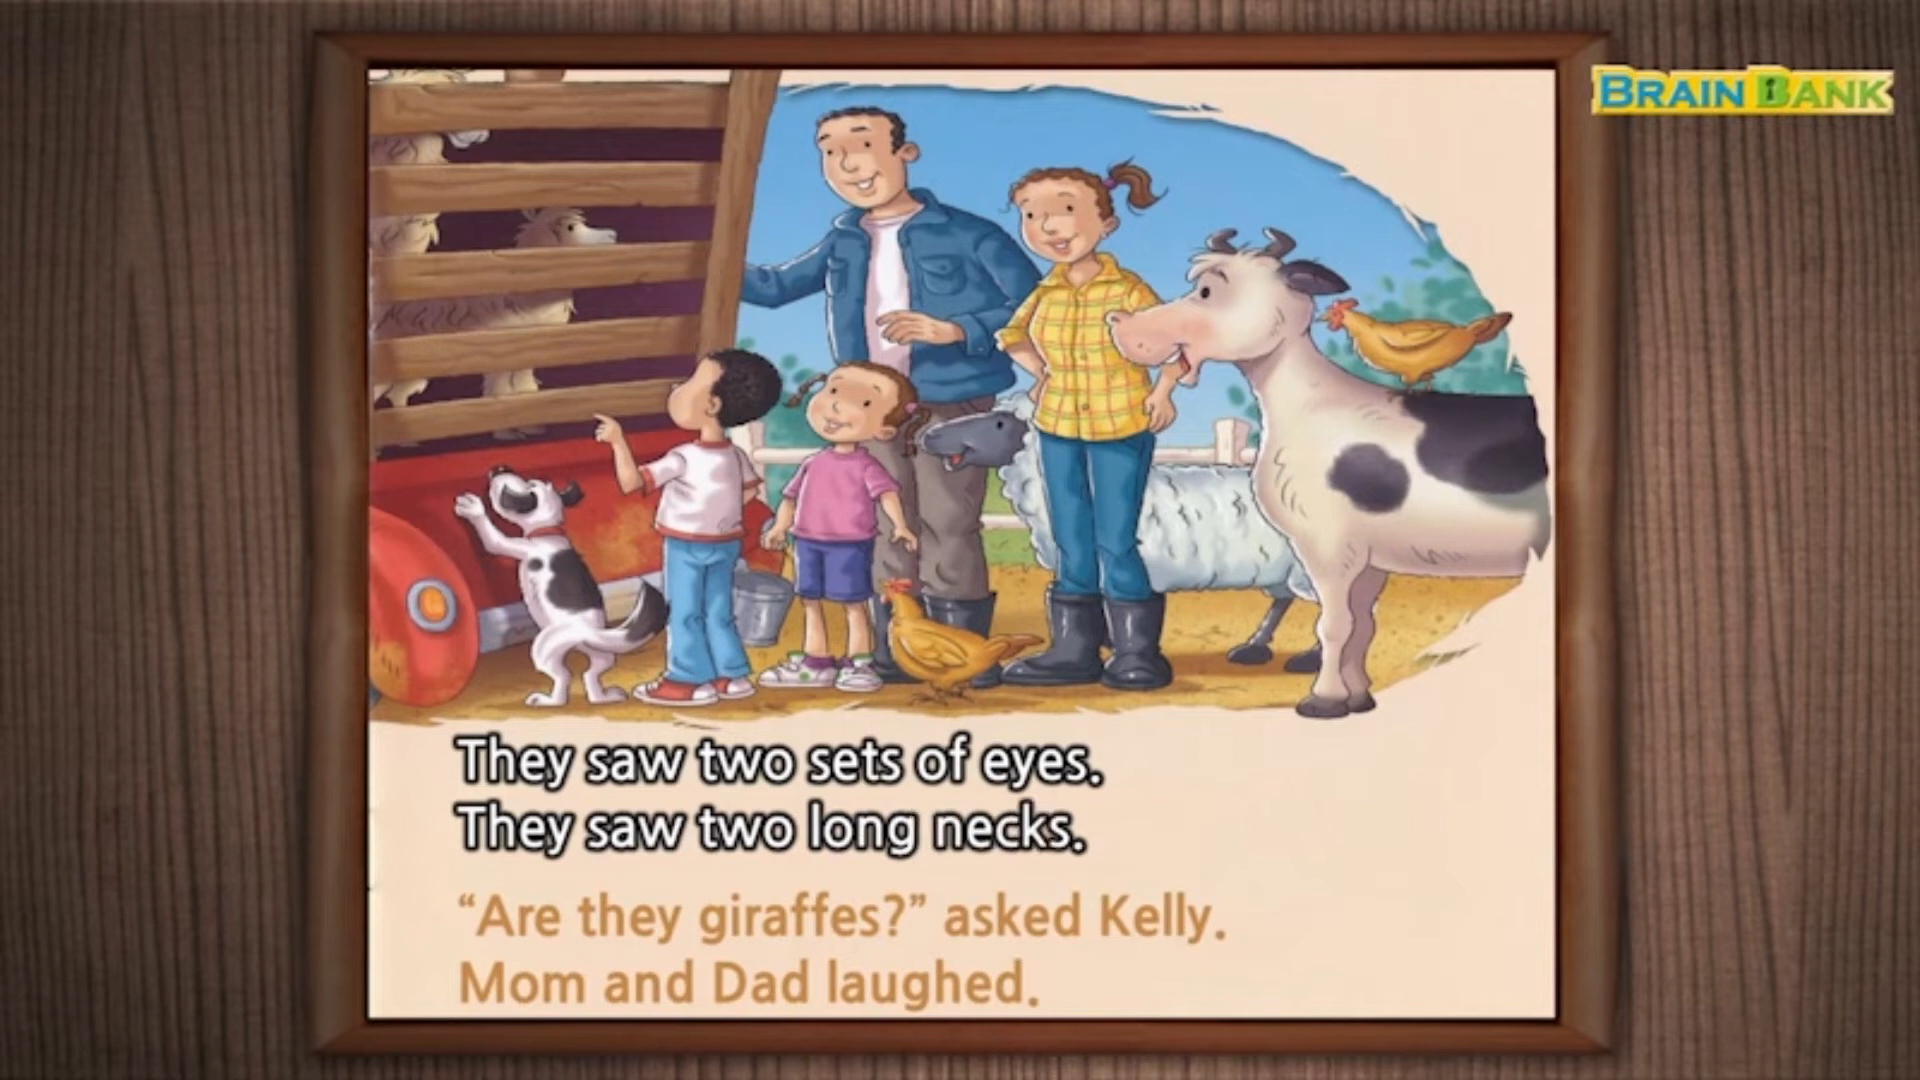 BRAIN BANK
They saw two sets of eyes.
They saw two long necks.
“Are they giraffes?” asked Kelly.
Mom and Dad laughed.